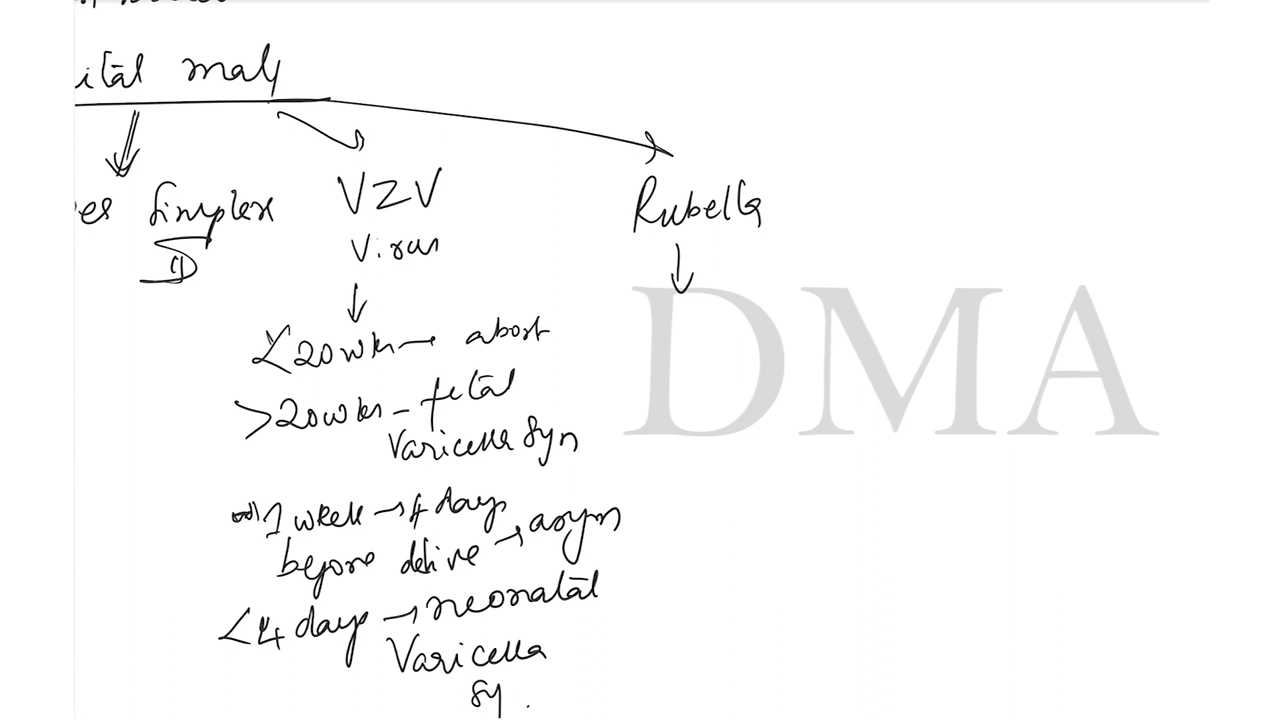 ital malf
es Simplex
VZV
Virus
Rubella
<20wks → abort
>20wks - fetal
Varicella Syn
1 week → 4 days
before delive → asym
<4 days → neonatal
Varicella
Sy.
DMA